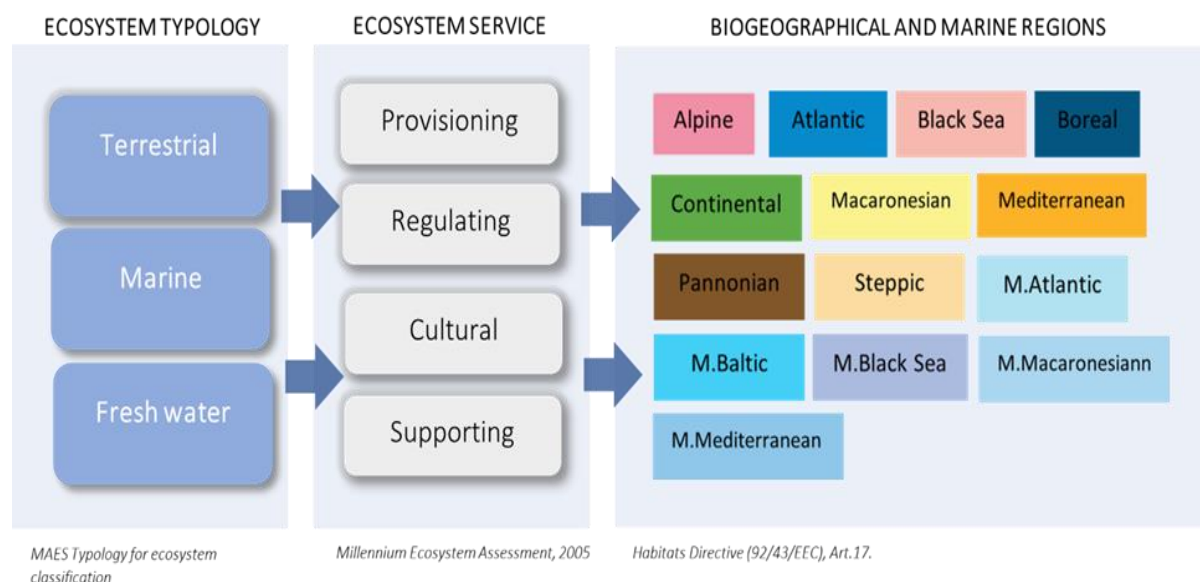 ECOSYSTEM TYPOLOGY
Terrestrial
Marine
Fresh water
MAES Typology for ecosystem
classification
ECOSYSTEM SERVICE
Provisioning
Regulating
Cultural
Supporting
Millennium Ecosystem Assessment, 2005
BIOGEOGRAPHICAL AND MARINE REGIONS
Alpine
Atlantic
Black Sea
Boreal
Continental
Macaronesian
Mediterranean
Pannonian
Steppic
M.Atlantic
M.Baltic
M.Black Sea
M.Macaronesiann
M.Mediterranean
Habitats Directive (92/43/EEC), Art.17.